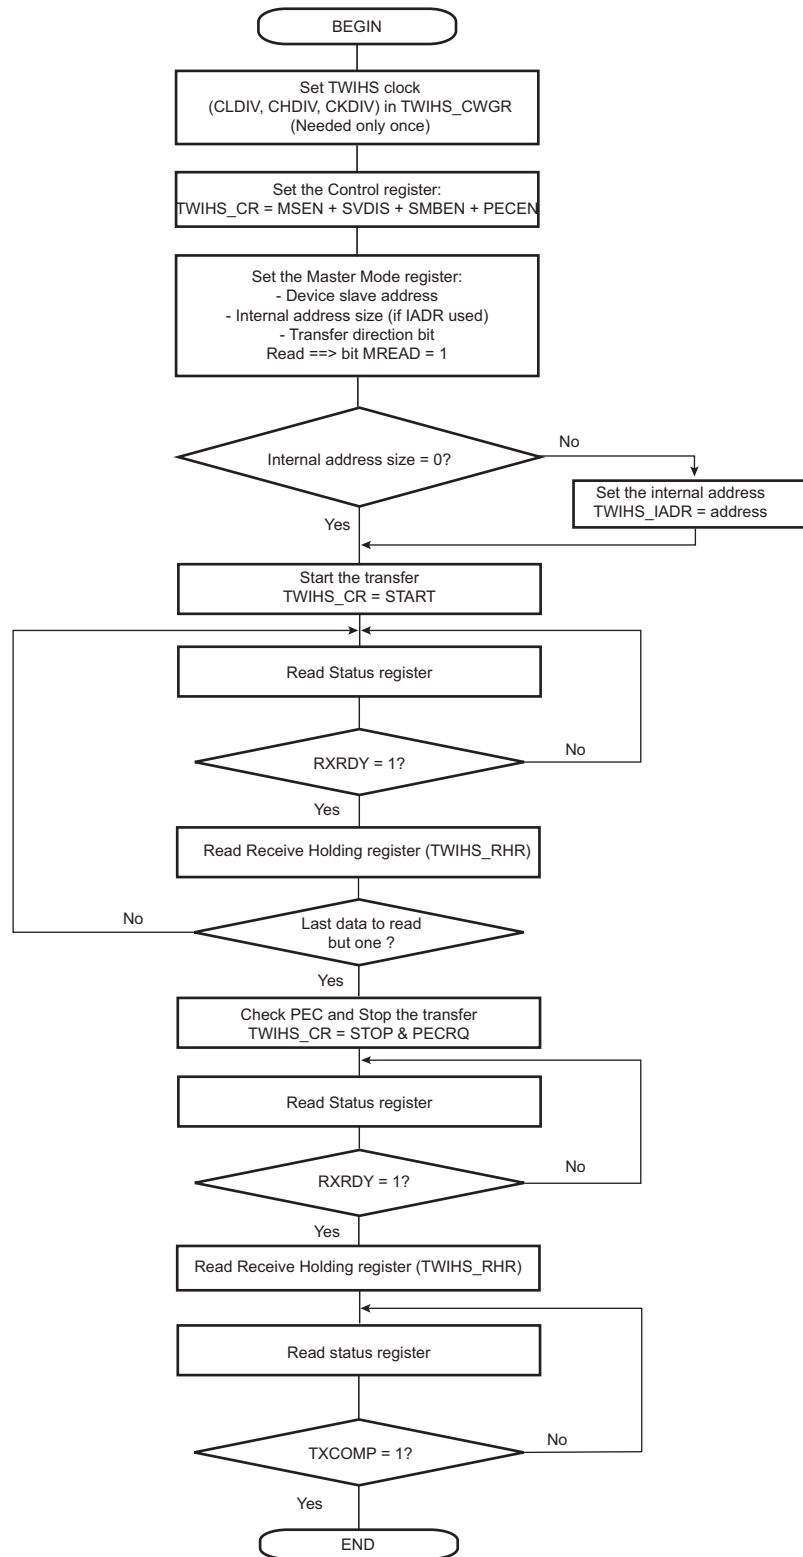 BEGIN
Set TWIHS clock
(CLDIV, CHDIV, CKDIV) in TWIHS_CWGR
(Needed only once)
Set the Control register:
TWIHS_CR = MSEN + SVDIS + SMBEN + PECEN
Set the Master Mode register:
- Device slave address
- Internal address size (if IADR used)
- Transfer direction bit
Read ==> bit MREAD = 1
Internal address size = 0?
No
Set the internal address
TWIHS_IADR = address
Yes
Start the transfer
TWIHS_CR = START
Read Status register
RXRDY = 1?
No
Yes
Read Receive Holding register (TWIHS_RHR)
Last data to read
but one ?
No
Yes
Check PEC and Stop the transfer
TWIHS_CR = STOP & PECRQ
Read Status register
RXRDY = 1?
No
Yes
Read Receive Holding register (TWIHS_RHR)
Read status register
TXCOMP = 1?
No
Yes
END